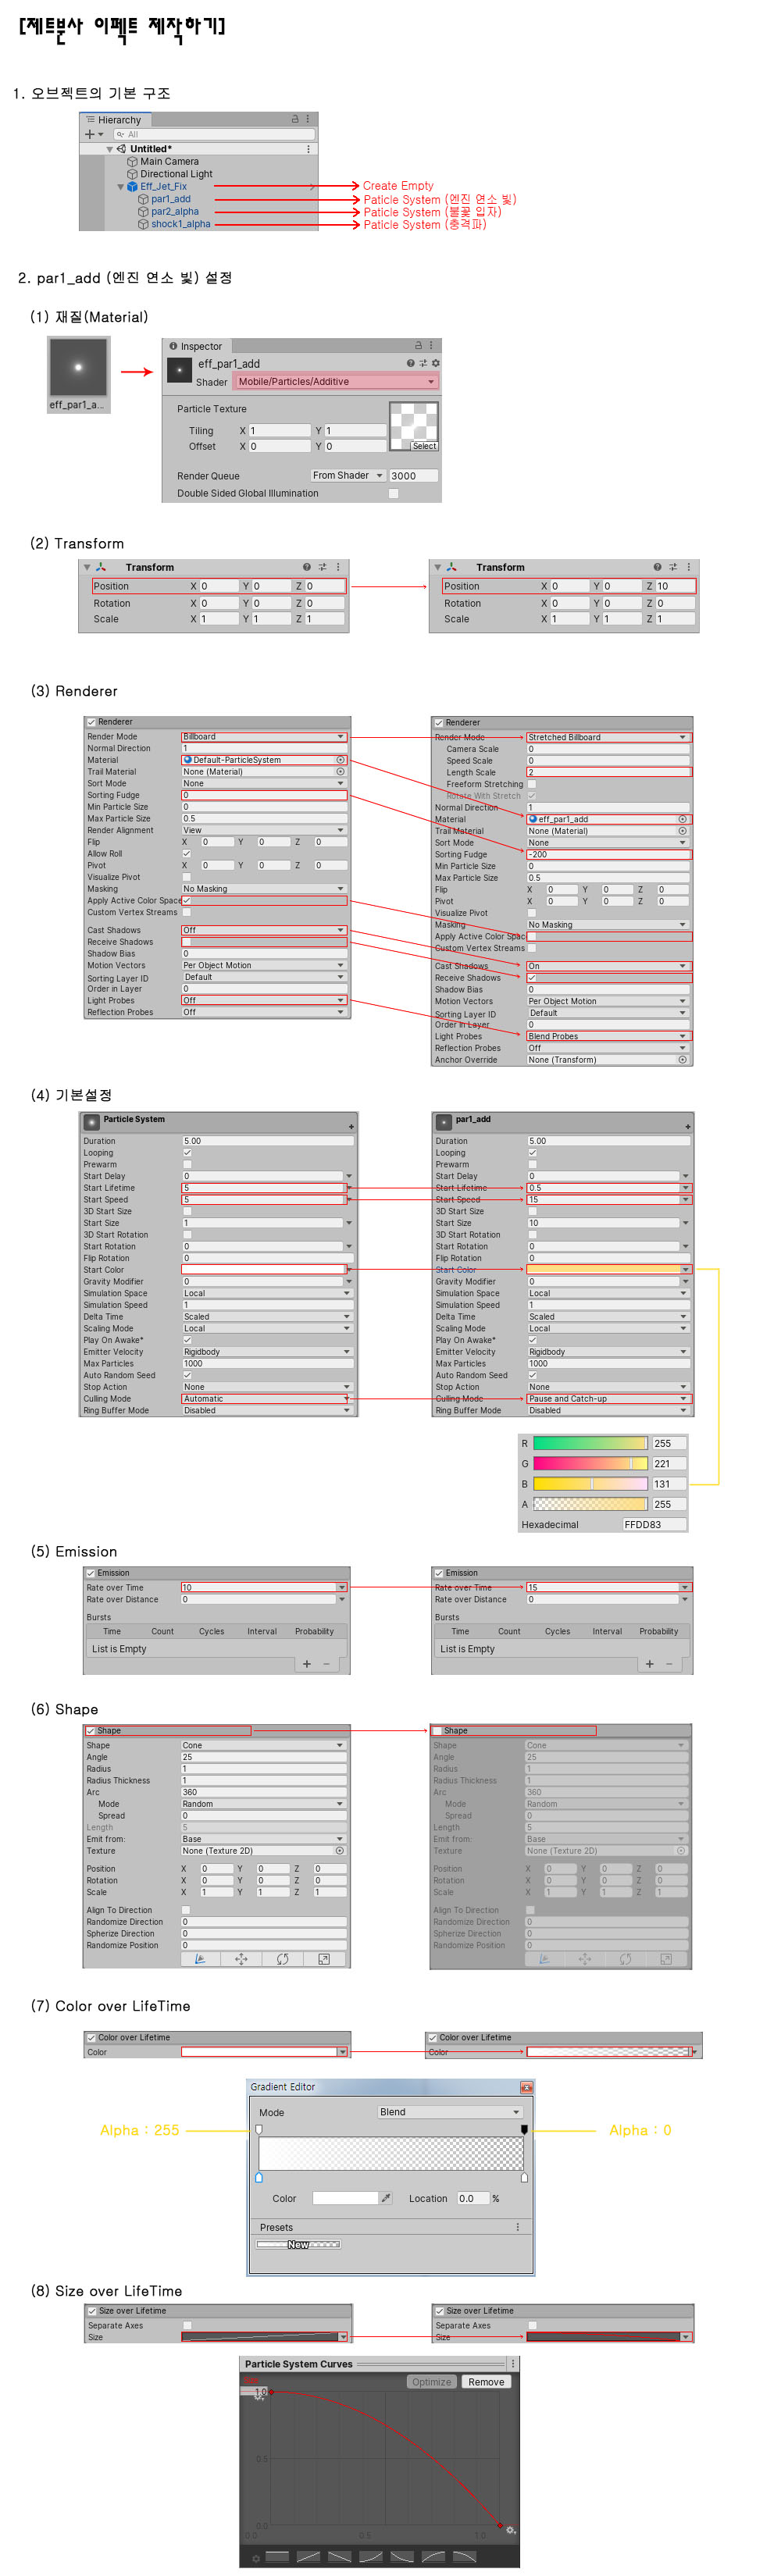 [제트분사 이펙트 제작하기]
1. 오브젝트의 기본 구조
Hierarchy
All
Untitled*
Main Camera
Directional Light
Eff_Jet_Fix
Create Empty
par1_add
Paticle System (엔진 연소 빛)
par2_alpha
Paticle System (불꽃 입자)
shock1_alpha
Paticle System (충격파)
2. par1_add (엔진 연소 빛) 설정
(1) 재질(Material)
eff_par1_a...
Inspector
eff_par1_add
Shader Mobile/Particles/Additive
Particle Texture
Tiling X 1 Y 1
Offset X 0 Y 0
Select
Render Queue From Shader 3000
Double Sided Global Illumination
(2) Transform
Transform
Position X 0 Y 0 Z 0
Rotation X 0 Y 0 Z 0
Scale X 1 Y 1 Z 1
Transform
Position X 0 Y 0 Z 10
Rotation X 0 Y 0 Z 0
Scale X 1 Y 1 Z 1
(3) Renderer
Renderer
Render Mode Billboard
Normal Direction 1
Material Default-ParticleSystem
Trail Material None (Material)
Sort Mode None
Sorting Fudge 0
Min Particle Size 0
Max Particle Size 0.5
Render Alignment View
Flip X 0 Y 0 Z 0
Allow Roll
Pivot X 0 Y 0 Z 0
Visualize Pivot
Masking No Masking
Apply Active Color Space
Custom Vertex Streams
Cast Shadows Off
Receive Shadows
Shadow Bias 0
Motion Vectors Per Object Motion
Sorting Layer ID Default
Order in Layer 0
Light Probes Off
Reflection Probes Off
Renderer
Render Mode Stretched Billboard
Camera Scale 0
Speed Scale 0
Length Scale 2
Freeform Stretching
Rotate With Stretch
Normal Direction 1
Material eff_par1_add
Trail Material None (Material)
Sort Mode None
Sorting Fudge -200
Min Particle Size 0
Max Particle Size 0.5
Flip X 0 Y 0 Z 0
Pivot X 0 Y 0 Z 0
Visualize Pivot
Masking No Masking
Apply Active Color Spac
Custom Vertex Streams
Cast Shadows On
Receive Shadows
Shadow Bias 0
Motion Vectors Per Object Motion
Sorting Layer ID Default
Order in Layer 0
Light Probes Blend Probes
Reflection Probes Off
Anchor Override None (Transform)
(4) 기본설정
Particle System
Duration 5.00
Looping
Prewarm
Start Delay 0
Start Lifetime 5
Start Speed 5
3D Start Size
Start Size 1
3D Start Rotation
Start Rotation 0
Flip Rotation 0
Start Color
Gravity Modifier 0
Simulation Space Local
Simulation Speed 1
Delta Time Scaled
Scaling Mode Local
Play On Awake*
Emitter Velocity Rigidbody
Max Particles 1000
Auto Random Seed
Stop Action None
Culling Mode Automatic
Ring Buffer Mode Disabled
par1_add
Duration 5.00
Looping
Prewarm
Start Delay 0
Start Lifetime 0.5
Start Speed 15
3D Start Size
Start Size 10
3D Start Rotation
Start Rotation 0
Flip Rotation 0
Start Color
Gravity Modifier 0
Simulation Space Local
Simulation Speed 1
Delta Time Scaled
Scaling Mode Local
Play On Awake*
Emitter Velocity Rigidbody
Max Particles 1000
Auto Random Seed
Stop Action None
Culling Mode Pause and Catch-up
Ring Buffer Mode Disabled
R 255
G 221
B 131
A 255
Hexadecimal FFDD83
(5) Emission
Emission
Rate over Time 10
Rate over Distance 0
Bursts
Time Count Cycles Interval Probability
List is Empty
Emission
Rate over Time 15
Rate over Distance 0
Bursts
Time Count Cycles Interval Probability
List is Empty
(6) Shape
Shape
Shape Cone
Angle 25
Radius 1
Radius Thickness 1
Arc 360
Mode Random
Spread 0
Length 5
Emit from: Base
Texture None (Texture 2D)
Position X 0 Y 0 Z 0
Rotation X 0 Y 0 Z 0
Scale X 1 Y 1 Z 1
Align To Direction
Randomize Direction 0
Spherize Direction 0
Randomize Position 0
Shape
Shape Cone
Angle 25
Radius 1
Radius Thickness 1
Arc 360
Mode Random
Spread 0
Length 5
Emit from: Base
Texture None (Texture 2D)
Position X 0 Y 0 Z 0
Rotation X 0 Y 0 Z 0
Scale X 1 Y 1 Z 1
Align To Direction
Randomize Direction 0
Spherize Direction 0
Randomize Position 0
(7) Color over LifeTime
Color over Lifetime
Color
Color over Lifetime
Color
Gradient Editor
Mode Blend
Alpha : 255
Alpha : 0
Color Location 0.0 %
Presets
New
(8) Size over LifeTime
Size over Lifetime
Separate Axes
Size
Size over Lifetime
Separate Axes
Size
Particle System Curves
Optimize Remove
1.0
0.5
0.0
0.0 0.5 1.0